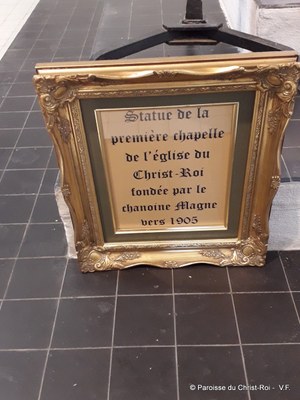 Statue de la
première chapelle
de l'église du
Christ-Roi
fondée par le
chanoine Magne
vers 1905
© Paroisse du Christ-Roi - V.F.